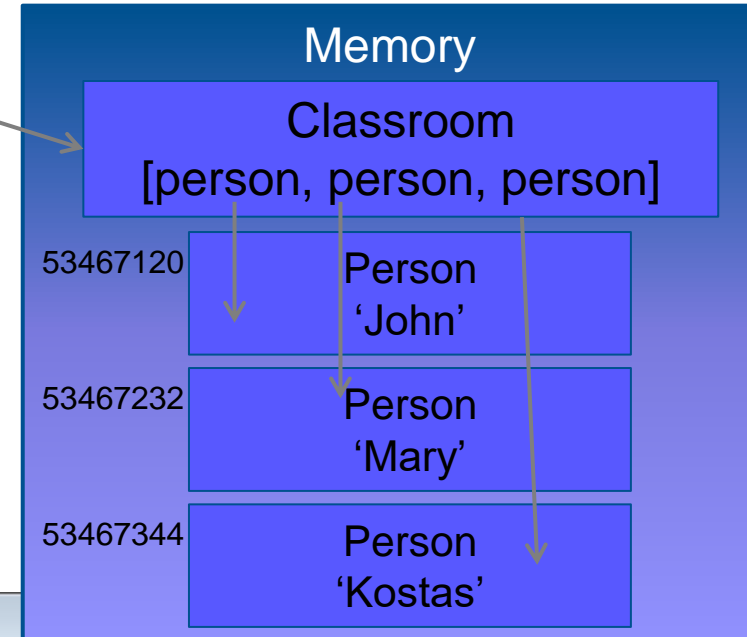 Memory
Classroom
[person, person, person]
53467120
Person
‘John’
53467232
Person
‘Mary’
53467344
Person
‘Kostas’